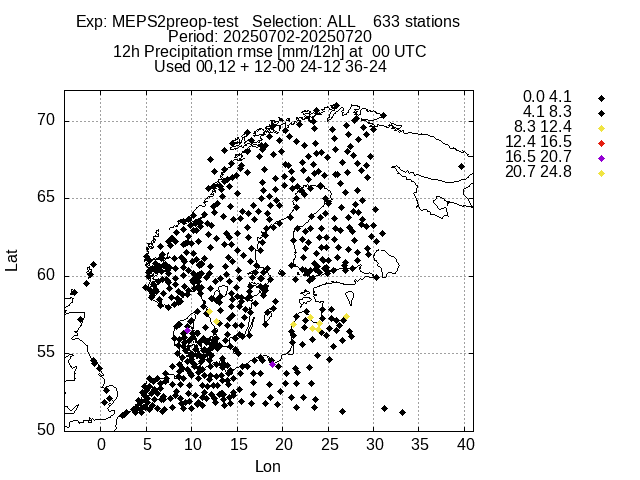 Exp: MEPS2preop-test   Selection: ALL    633 stations
Period: 20250702-20250720
12h Precipitation rmse [mm/12h] at  00 UTC
Used 00,12 + 12-00 24-12 36-24
0.0 4.1
4.1 8.3
8.3 12.4
12.4 16.5
16.5 20.7
20.7 24.8
70
65
60
55
50
Lat
0 5 10 15 20 25 30 35 40
Lon